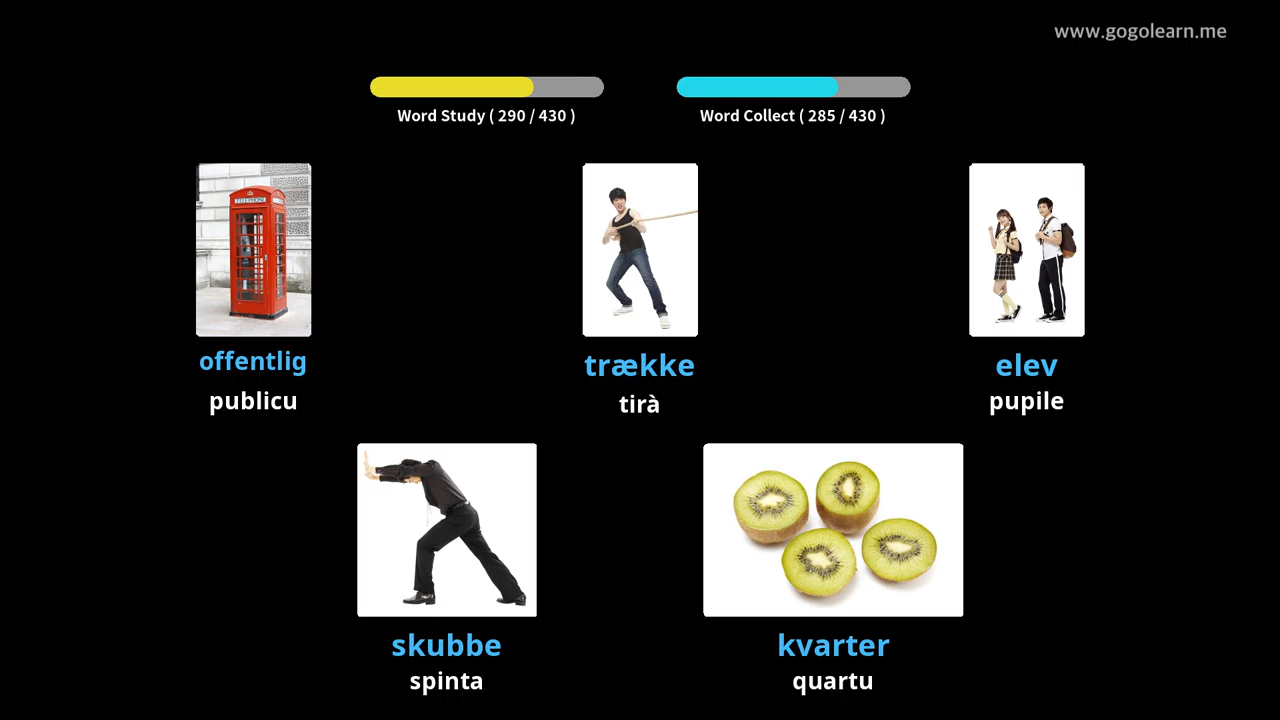 www.gogolearn.me
Word Study ( 290 / 430 )
Word Collect ( 285 / 430 )
TELEPHONE
offentlig
publicu
trække
tirà
elev
pupile
skubbe
spinta
kvarter
quartu